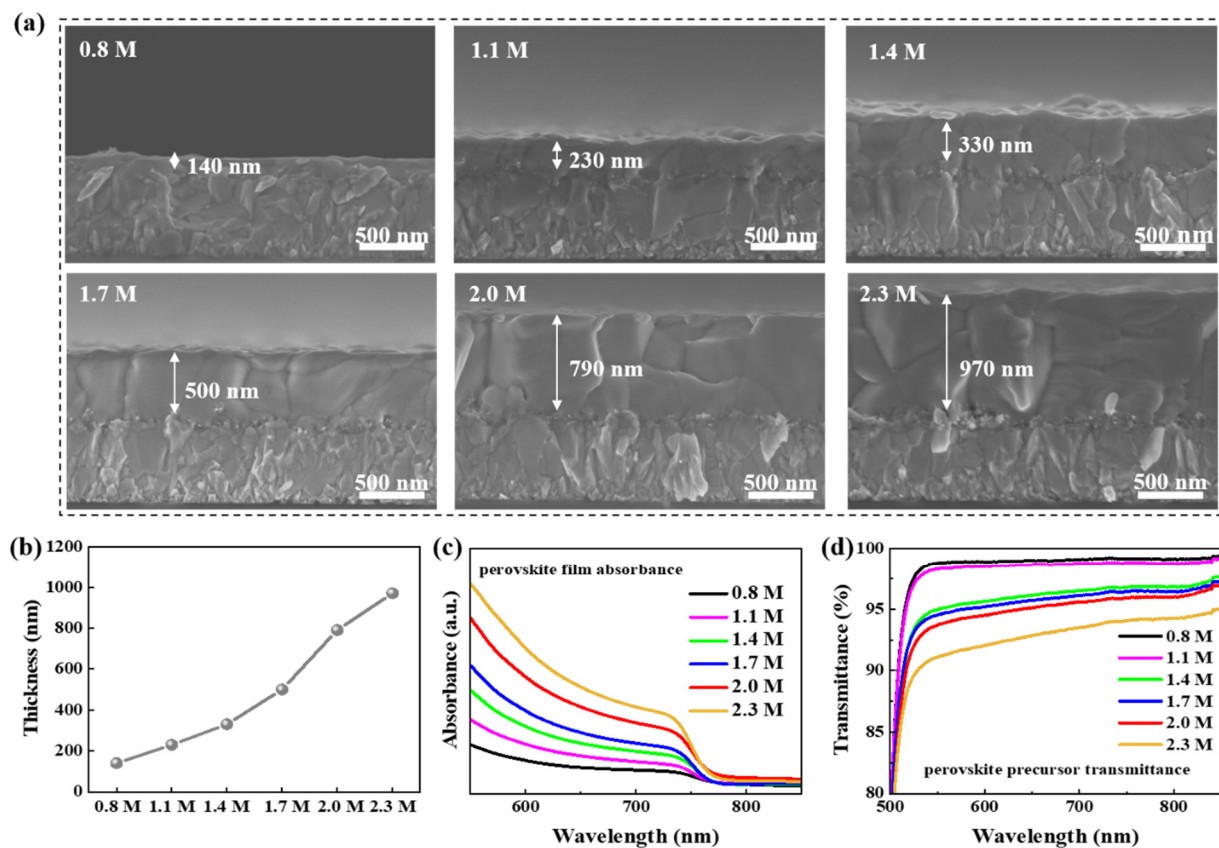 (a)
0.8 M
140 nm
500 nm
1.1 M
230 nm
500 nm
1.4 M
330 nm
500 nm
1.7 M
500 nm
500 nm
2.0 M
790 nm
500 nm
2.3 M
970 nm
500 nm
(b)
1200
1000
800
600
400
200
0
Thickness (nm)
0.8 M 1.1 M 1.4 M 1.7 M 2.0 M 2.3 M
(c)
perovskite film absorbance
0.8 M
1.1 M
1.4 M
1.7 M
2.0 M
2.3 M
Absorbance (a.u.)
600 700 800
Wavelength (nm)
(d)
100
95
90
85
80
Transmittance (%)
0.8 M
1.1 M
1.4 M
1.7 M
2.0 M
2.3 M
perovskite precursor transmittance
500 600 700 800
Wavelength (nm)